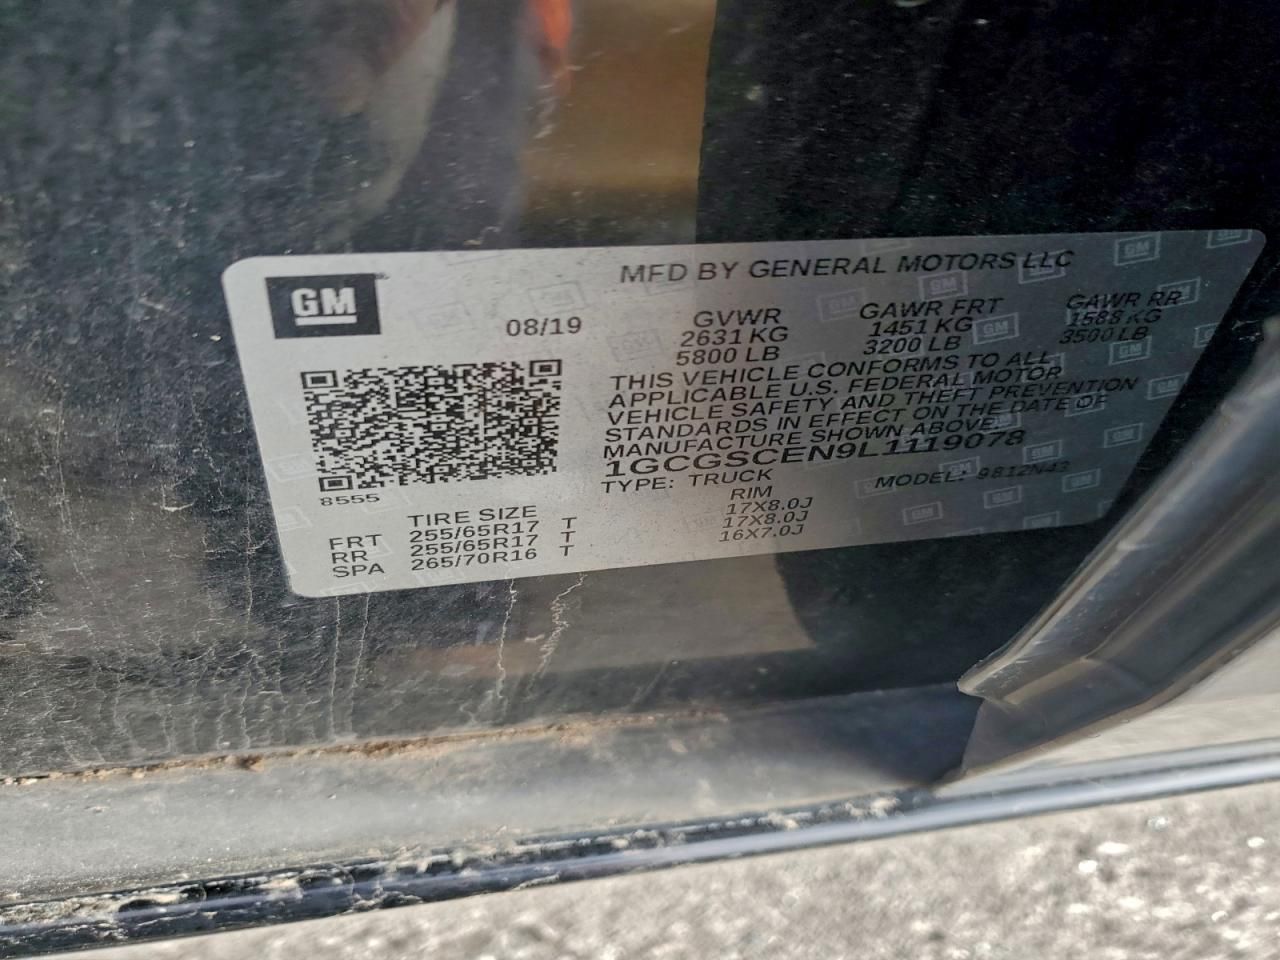 GM
MFD BY GENERAL MOTORS LLC
08/19
GVWR GAWR FRT GAWR RR
2631 KG 1451 KG 1588 KG
5800 LB 3200 LB 3500 LB
THIS VEHICLE CONFORMS TO ALL
APPLICABLE U.S. FEDERAL MOTOR
VEHICLE SAFETY AND THEFT PREVENTION
STANDARDS IN EFFECT ON THE DATE OF
MANUFACTURE SHOWN ABOVE.
1GCGSCEN9L1119078
TYPE: TRUCK MODEL: 9812N43
8555
TIRE SIZE RIM
FRT 255/65R17 T 17X8.0J
RR 255/65R17 T 17X8.0J
SPA 265/70R16 T 16X7.0J